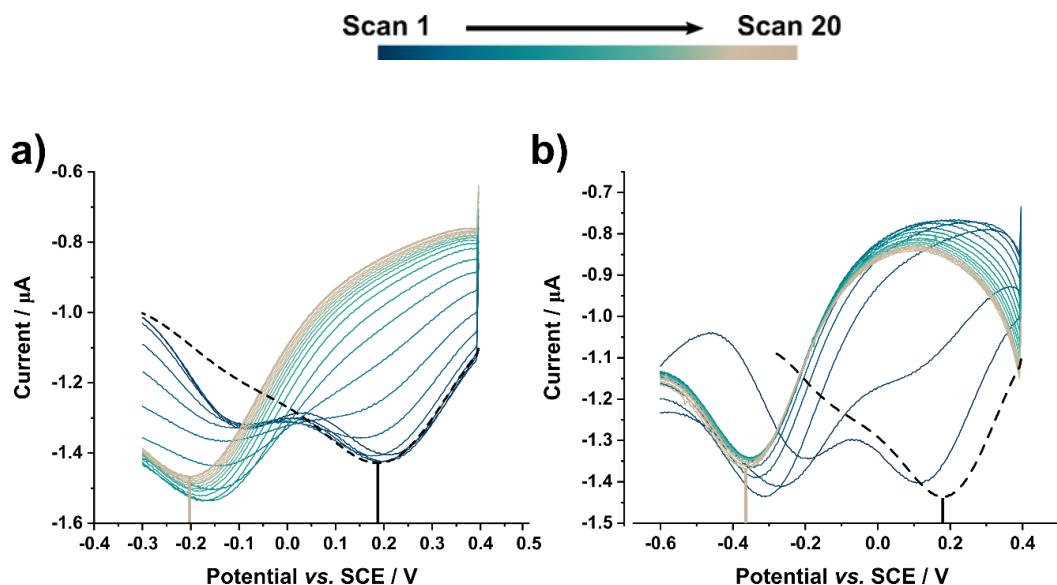 Scan 1 Scan 20
a)
-0.6
-0.8
-1.0
-1.2
-1.4
-1.6
Current / μA
-0.4 -0.3 -0.2 -0.1 0.0 0.1 0.2 0.3 0.4 0.5
Potential vs. SCE / V
b)
-0.7
-0.8
-0.9
-1.0
-1.1
-1.2
-1.3
-1.4
-1.5
Current / μA
-0.6 -0.4 -0.2 0.0 0.2 0.4
Potential vs. SCE / V